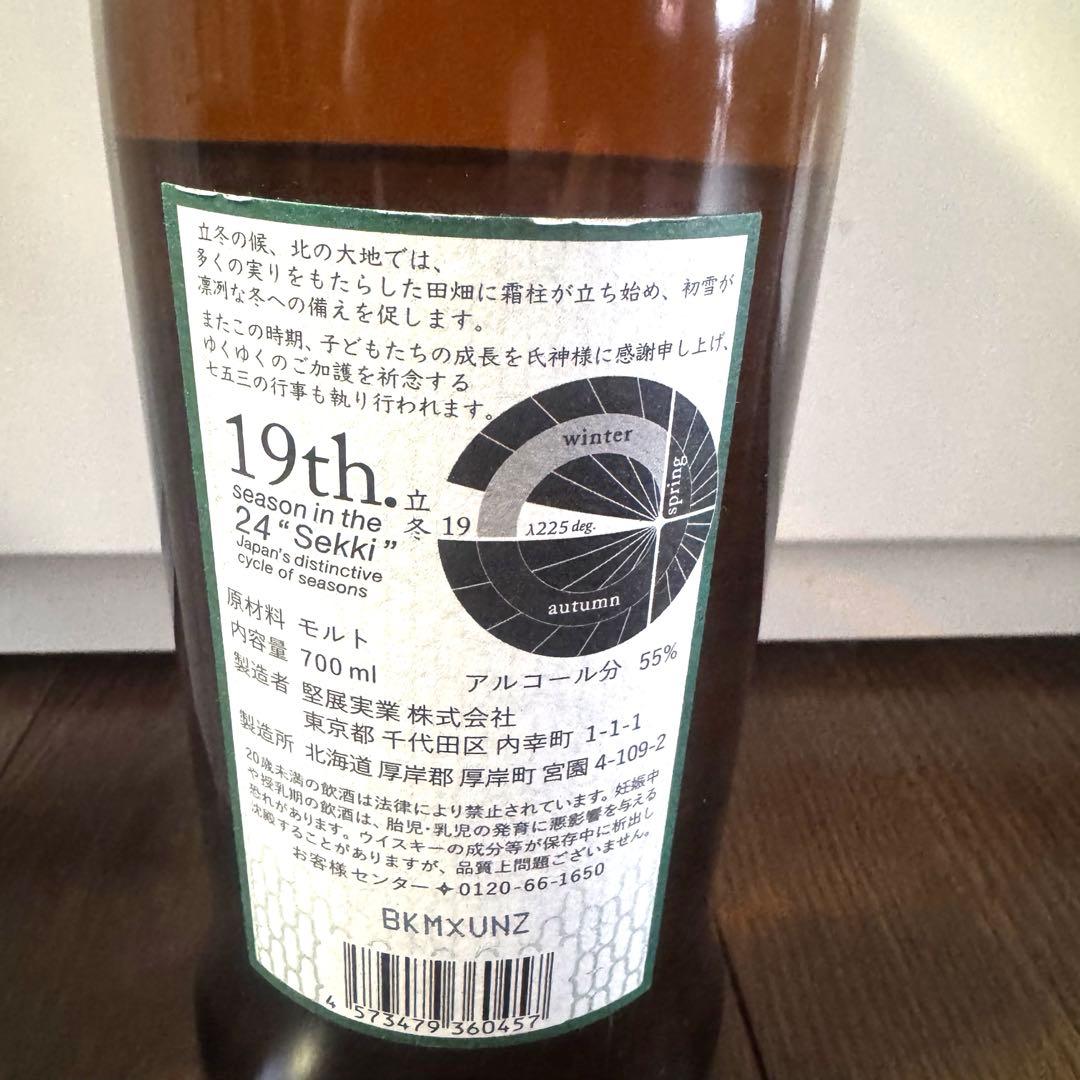 立冬の候、北の大地では、
多くの実りをもたらした田畑に霜柱が立ち始め、初雪が
凛冽な冬への備えを促します。
またこの時期、子どもたちの成長を氏神様に感謝申し上げ、
ゆくゆくのご加護を祈念する
七五三の行事も執り行われます。
19th.
season in the
24 “Sekki”
Japan's distinctive
cycle of seasons
立冬 19
winter
spring
λ225 deg.
autumn
原材料 モルト
内容量 700 ml
アルコール分 55%
製造者 堅展実業 株式会社
東京都 千代田区 内幸町 1-1-1
製造所 北海道 厚岸郡 厚岸町 宮園 4-109-2
20歳未満の飲酒は法律により禁止されています。妊娠中
や授乳期の飲酒は、胎児・乳児の発育に悪影響を与える
恐れがあります。ウイスキーの成分等が保存中に析出し
沈殿することがありますが、品質上問題ございません。
お客様センター✧0120-66-1650
BKMXUNZ
4 573479 360457